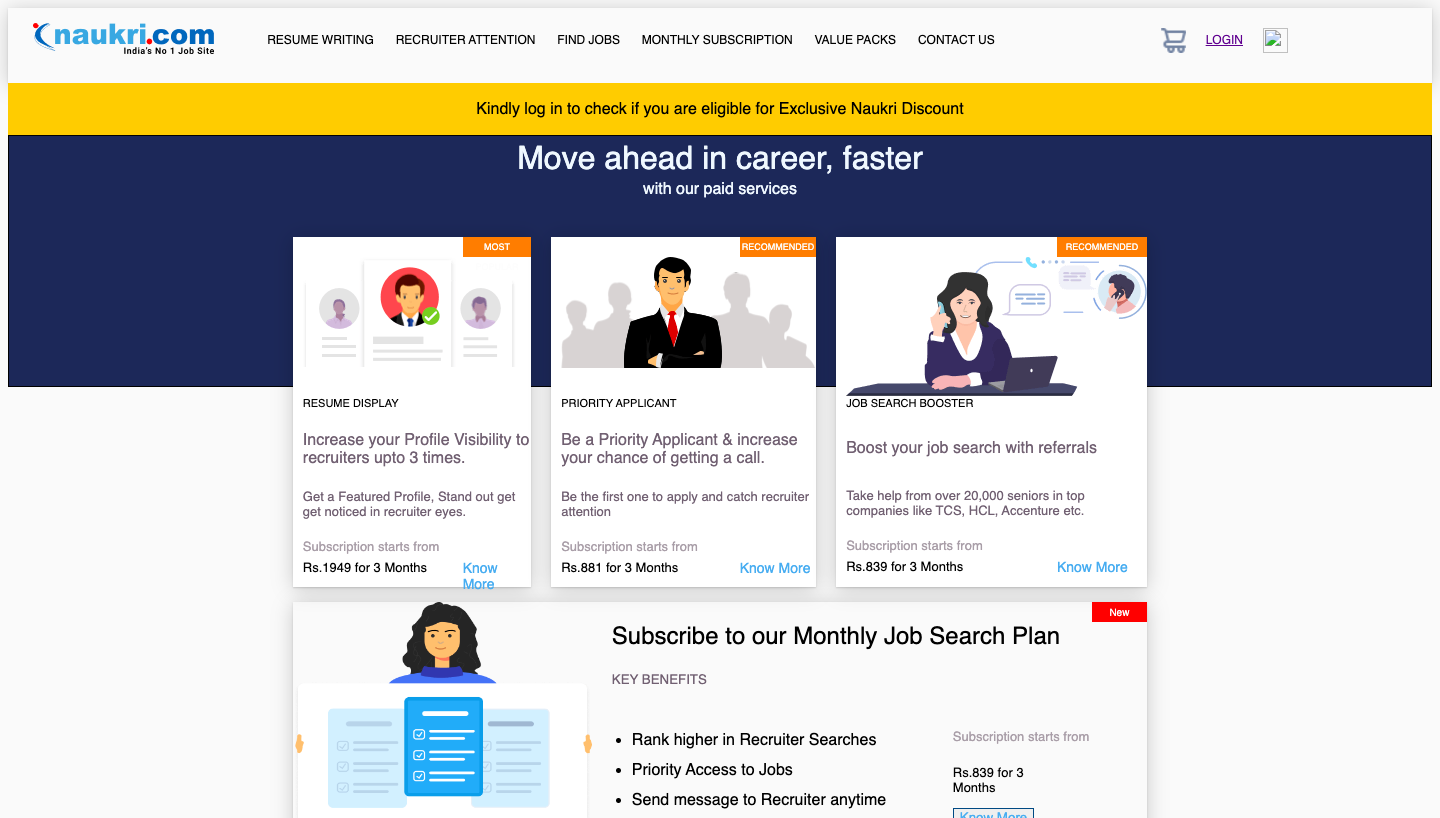 naukri.com
India's No 1 Job Site
RESUME WRITING
RECRUITER ATTENTION
FIND JOBS
MONTHLY SUBSCRIPTION
VALUE PACKS
CONTACT US
LOGIN
Kindly log in to check if you are eligible for Exclusive Naukri Discount
Move ahead in career, faster
with our paid services
MOST
RESUME DISPLAY
Increase your Profile Visibility to
recruiters upto 3 times.
Get a Featured Profile, Stand out get
get noticed in recruiter eyes.
Subscription starts from
Rs.1949 for 3 Months
Know
More
RECOMMENDED
PRIORITY APPLICANT
Be a Priority Applicant & increase
your chance of getting a call.
Be the first one to apply and catch recruiter
attention
Subscription starts from
Rs.881 for 3 Months
Know More
RECOMMENDED
JOB SEARCH BOOSTER
Boost your job search with referrals
Take help from over 20,000 seniors in top
companies like TCS, HCL, Accenture etc.
Subscription starts from
Rs.839 for 3 Months
Know More
New
Subscribe to our Monthly Job Search Plan
KEY BENEFITS
Rank higher in Recruiter Searches
Priority Access to Jobs
Send message to Recruiter anytime
Subscription starts from
Rs.839 for 3
Months
Know More